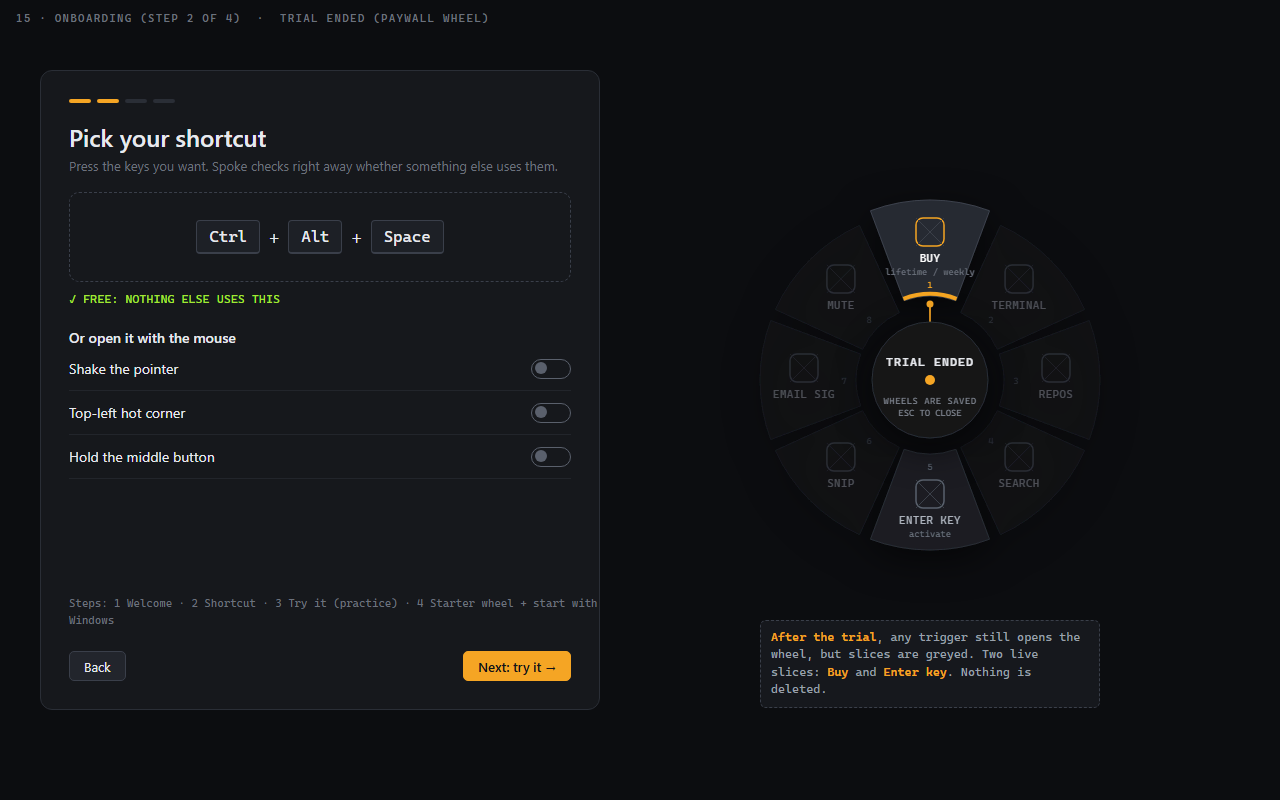 15 · ONBOARDING (STEP 2 OF 4) · TRIAL ENDED (PAYWALL WHEEL)
Pick your shortcut
Press the keys you want. Spoke checks right away whether something else uses them.
Ctrl + Alt + Space
✓ FREE: NOTHING ELSE USES THIS
Or open it with the mouse
Shake the pointer
Top-left hot corner
Hold the middle button
Steps: 1 Welcome · 2 Shortcut · 3 Try it (practice) · 4 Starter wheel + start with
Windows
Back
Next: try it →
BUY
lifetime / weekly
1
TERMINAL
2
REPOS
3
SEARCH
4
5
ENTER KEY
activate
SNIP
6
EMAIL SIG
7
MUTE
8
TRIAL ENDED
WHEELS ARE SAVED
ESC TO CLOSE
After the trial, any trigger still opens the
wheel, but slices are greyed. Two live
slices: Buy and Enter key. Nothing is
deleted.